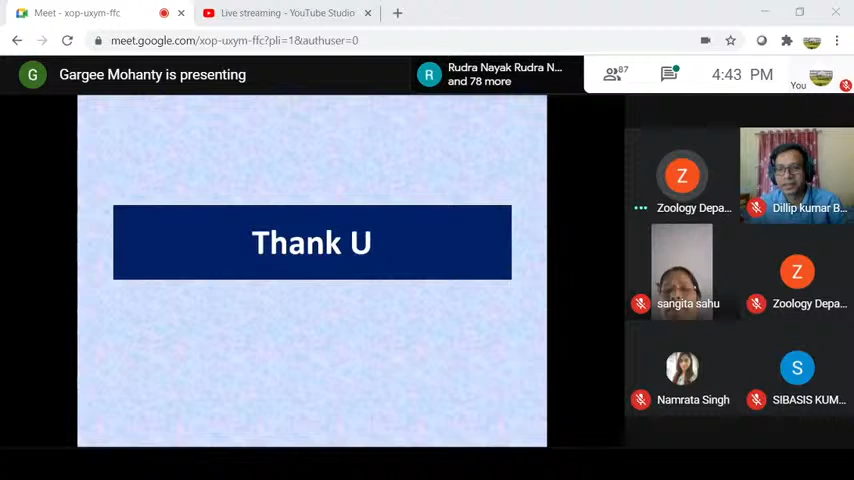 Meet - xop-uxym-ffc
Live streaming - YouTube Studio
meet.google.com/xop-uxym-ffc?pli=1&authuser=0
G
Gargee Mohanty is presenting
R
Rudra Nayak Rudra N...
and 78 more
87
4:43 PM
You
Thank U
Z
Zoology Depa...
Dillip kumar B...
sangita sahu
Z
Zoology Depa...
Namrata Singh
S
SIBASIS KUM...